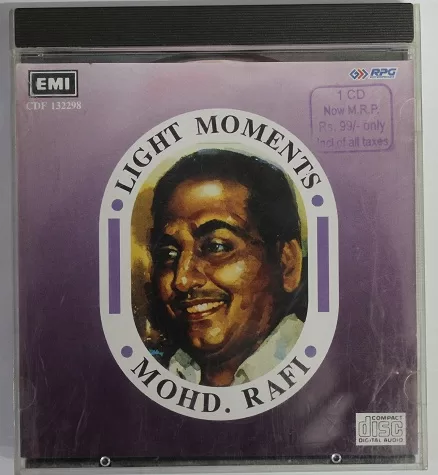 EMI
CDF 132298
RPG
1 CD
Now M.R.P.
Rs. 99/- only
Incl of all taxes
LIGHT MOMENTS
MOHD. RAFI
COMPACT
disc
DIGITAL AUDIO